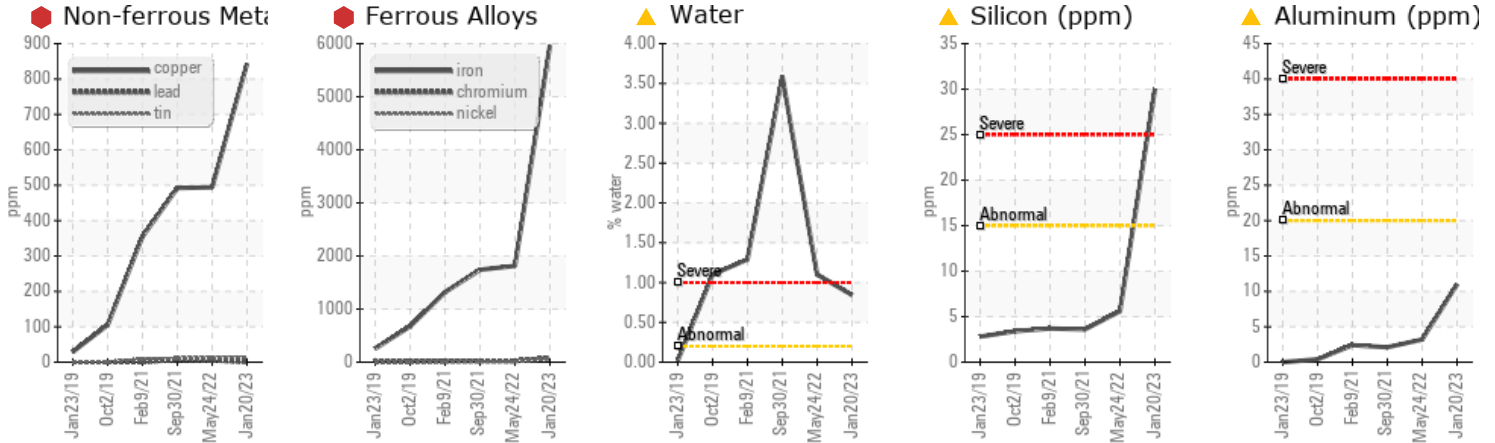 Non-ferrous Meta
900
800
700
600
500
400
300
200
100
0
ppm
copper
lead
tin
Jan23/19
Oct2/19
Feb9/21
Sep30/21
May24/22
Jan20/23
Ferrous Alloys
6000
5000
4000
3000
2000
1000
0
ppm
iron
chromium
nickel
Jan23/19
Oct2/19
Feb9/21
Sep30/21
May24/22
Jan20/23
Water
4.00
3.50
3.00
2.50
2.00
1.50
1.00
0.50
0.00
% water
Severe
Abnormal
Jan23/19
Oct2/19
Feb9/21
Sep30/21
May24/22
Jan20/23
Silicon (ppm)
35
30
25
20
15
10
5
0
ppm
Severe
Abnormal
Jan23/19
Oct2/19
Feb9/21
Sep30/21
May24/22
Jan20/23
Aluminum (ppm)
45
40
35
30
25
20
15
10
5
0
ppm
Severe
Abnormal
Jan23/19
Oct2/19
Feb9/21
Sep30/21
May24/22
Jan20/23